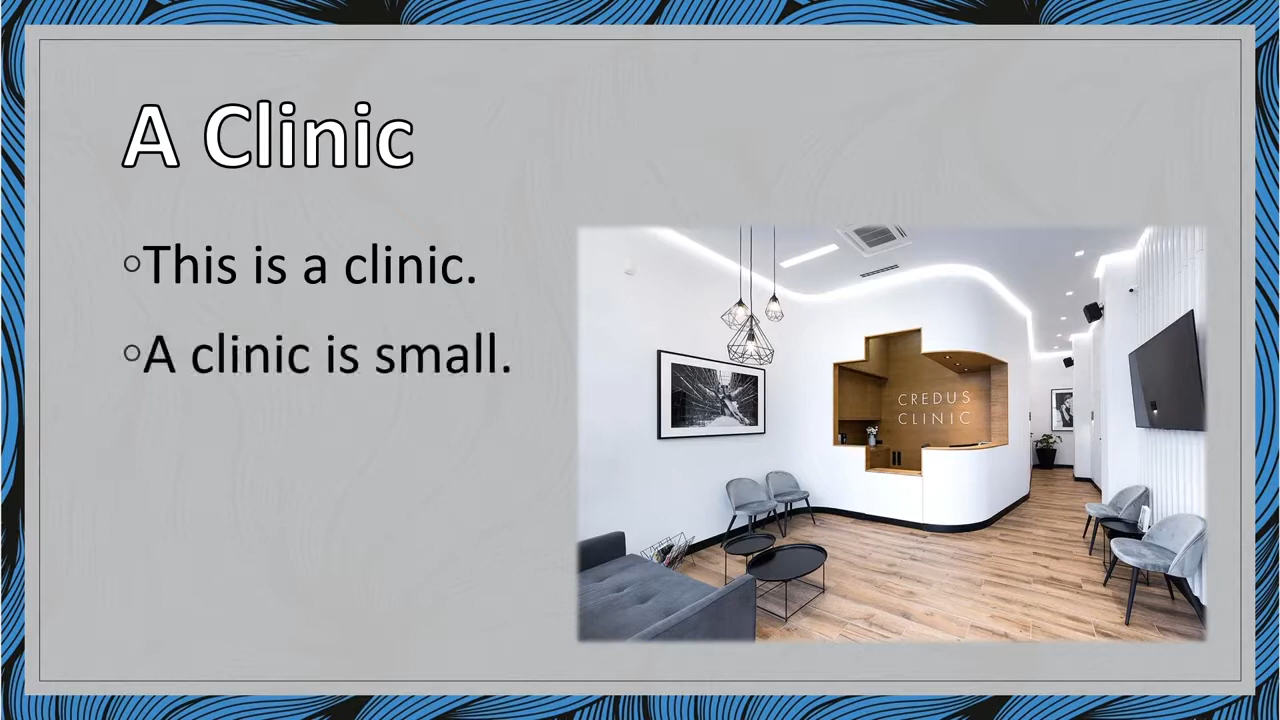 A Clinic
This is a clinic.
A clinic is small.
CREDUS
CLINIC